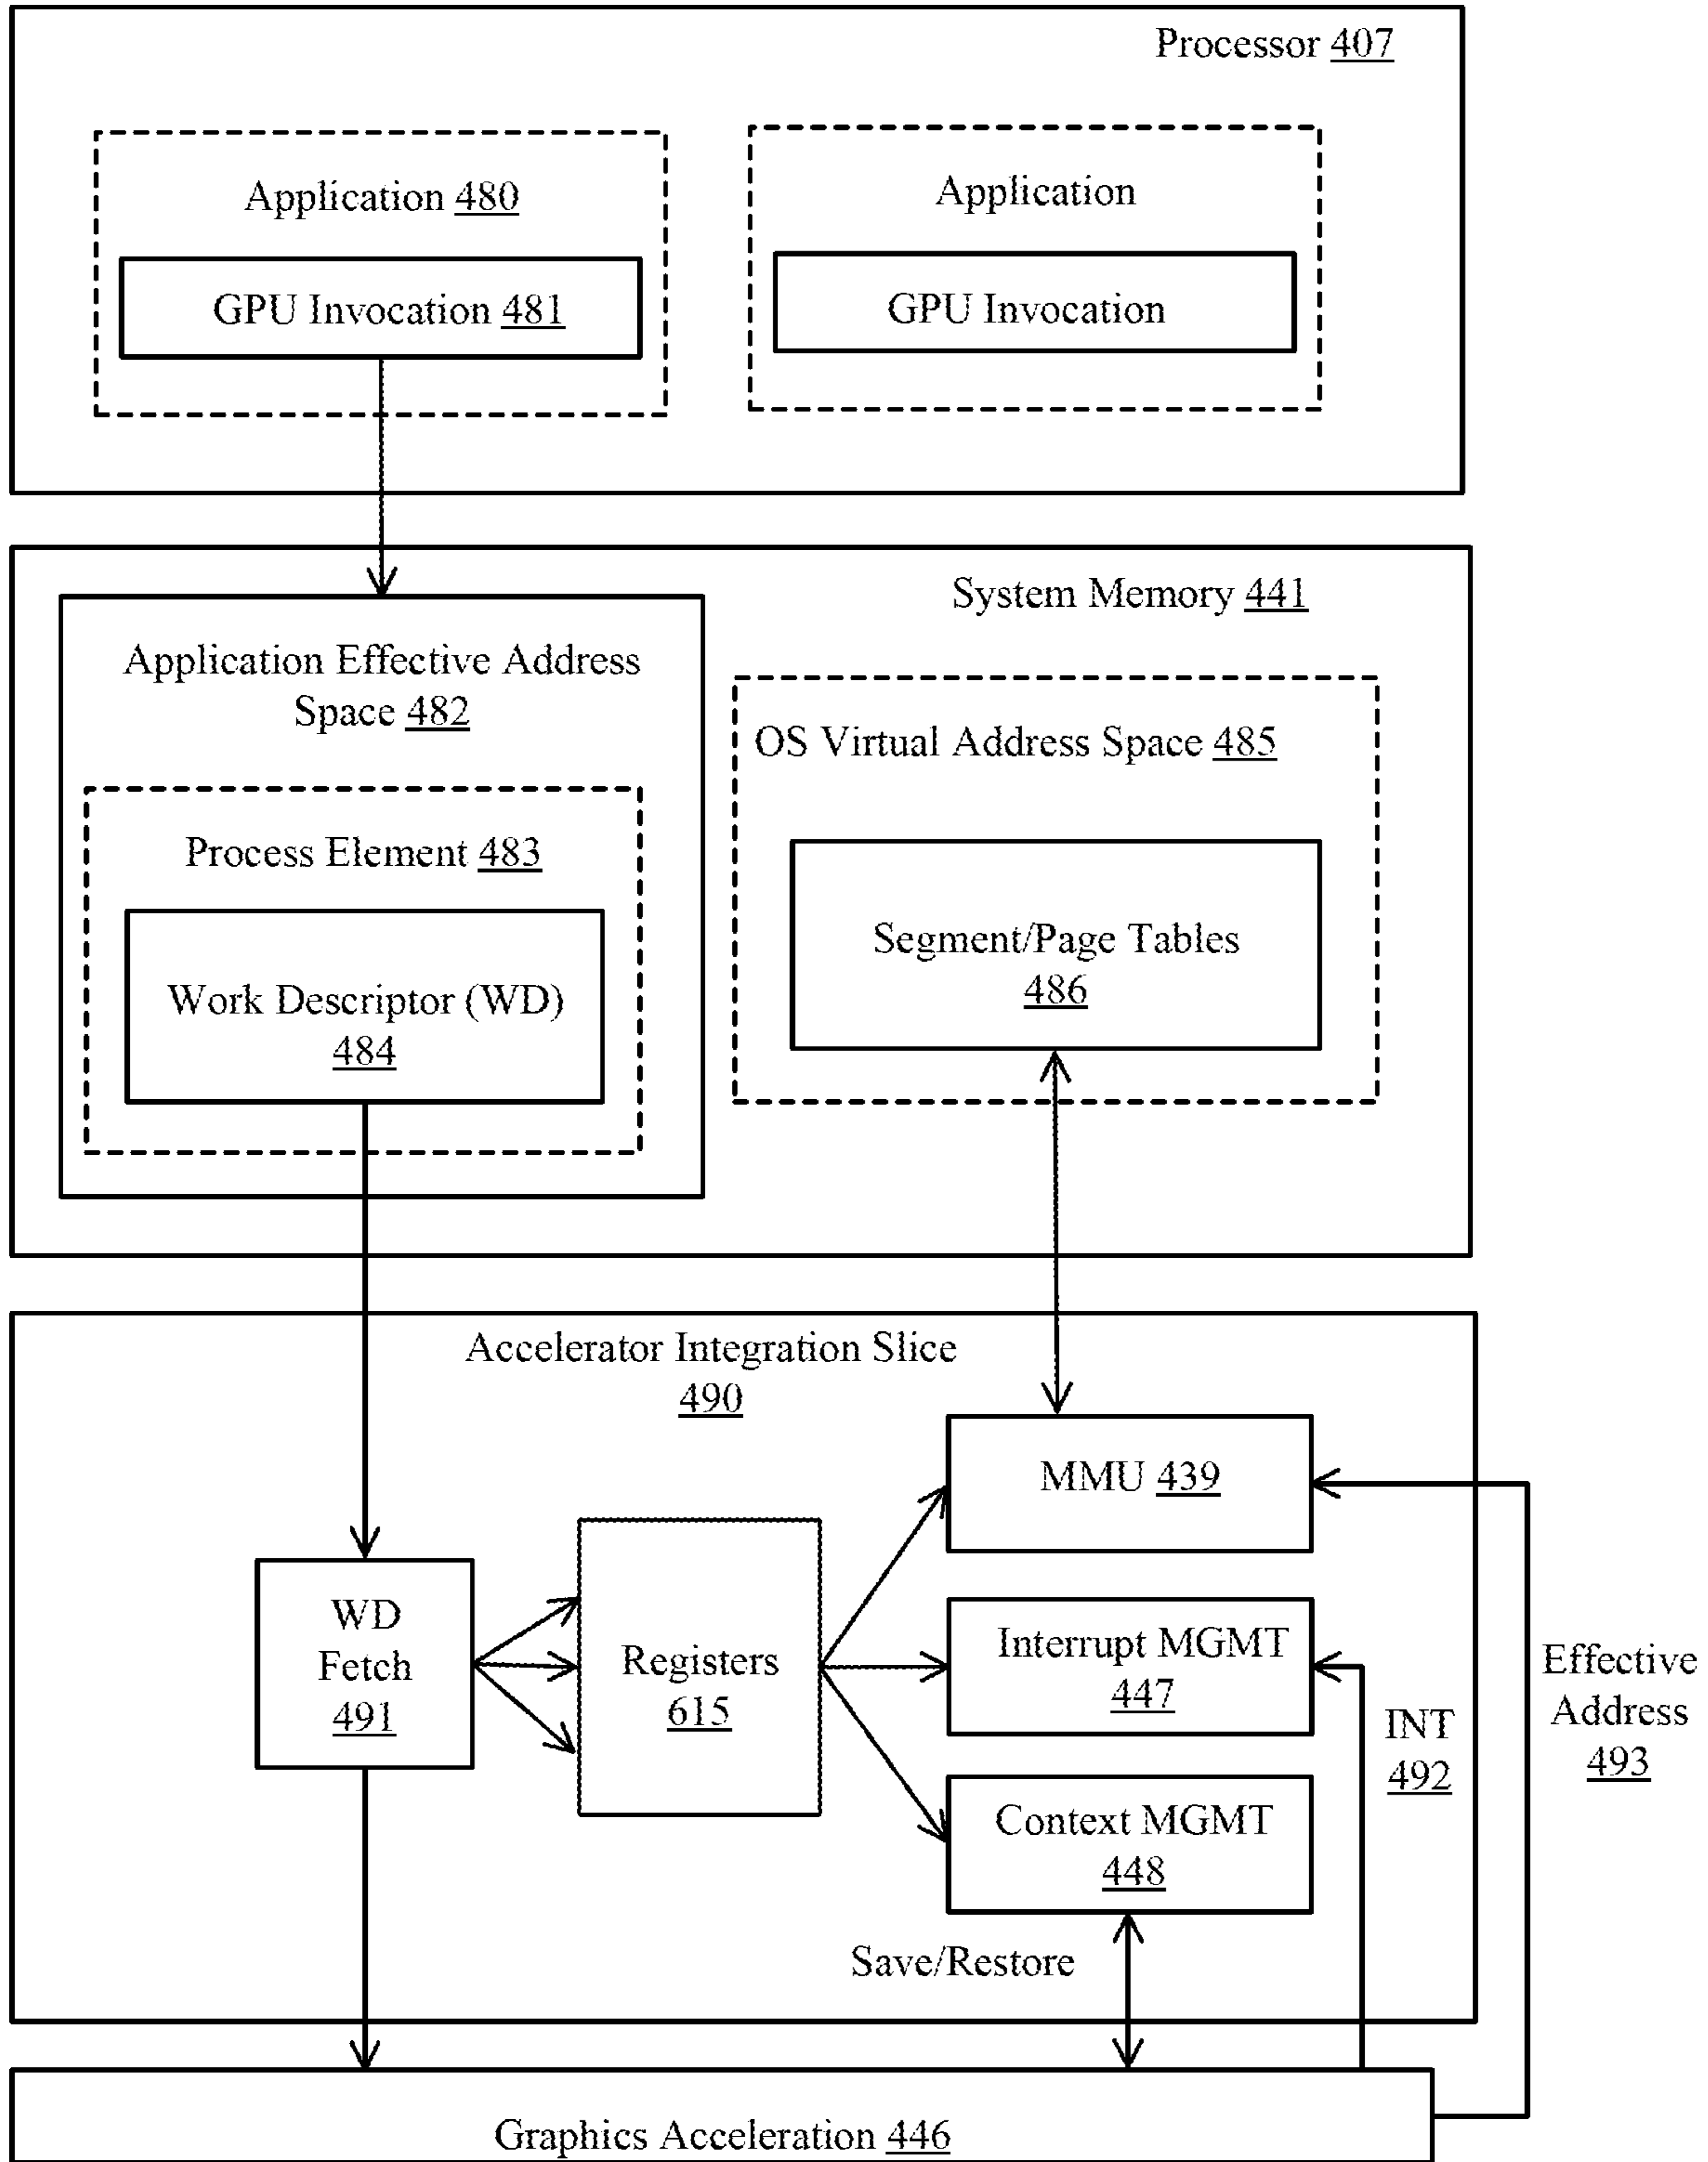 Processor 407
Application 480
GPU Invocation 481
Application
GPU Invocation
System Memory 441
Application Effective Address
Space 482
Process Element 483
Work Descriptor (WD)
484
OS Virtual Address Space 485
Segment/Page Tables
486
Accelerator Integration Slice
490
WD
Fetch
491
Registers
615
MMU 439
Interrupt MGMT
447
Context MGMT
448
Save/Restore
INT
492
Effective
Address
493
Graphics Acceleration 446